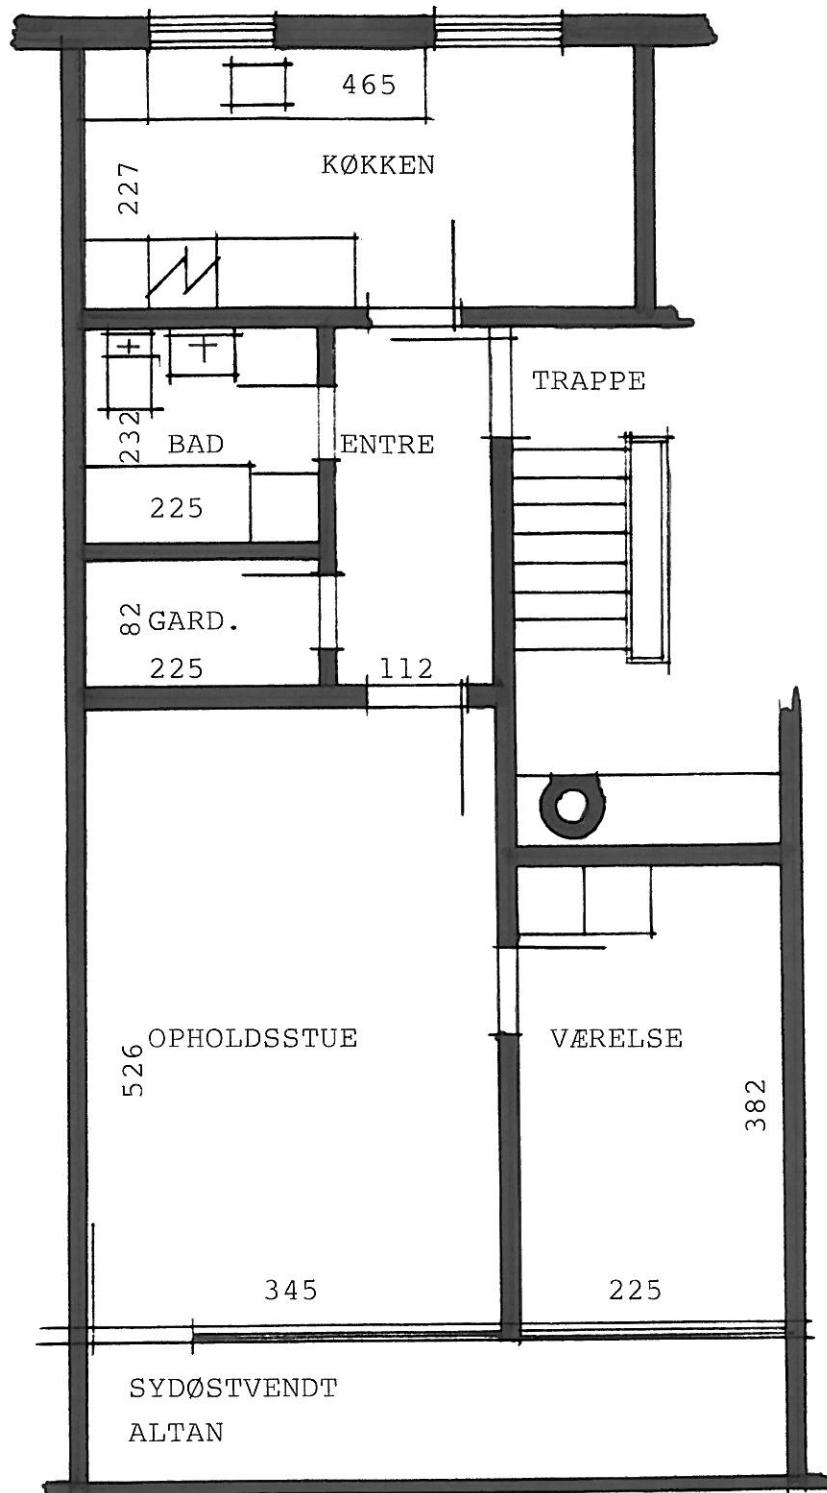 465
KØKKEN
227
TRAPPE
232
BAD
ENTRE
225
82
GARD.
225
112
OPHOLDSSTUE
526
VÆRELSE
382
345
225
SYDØSTVENDT
ALTAN